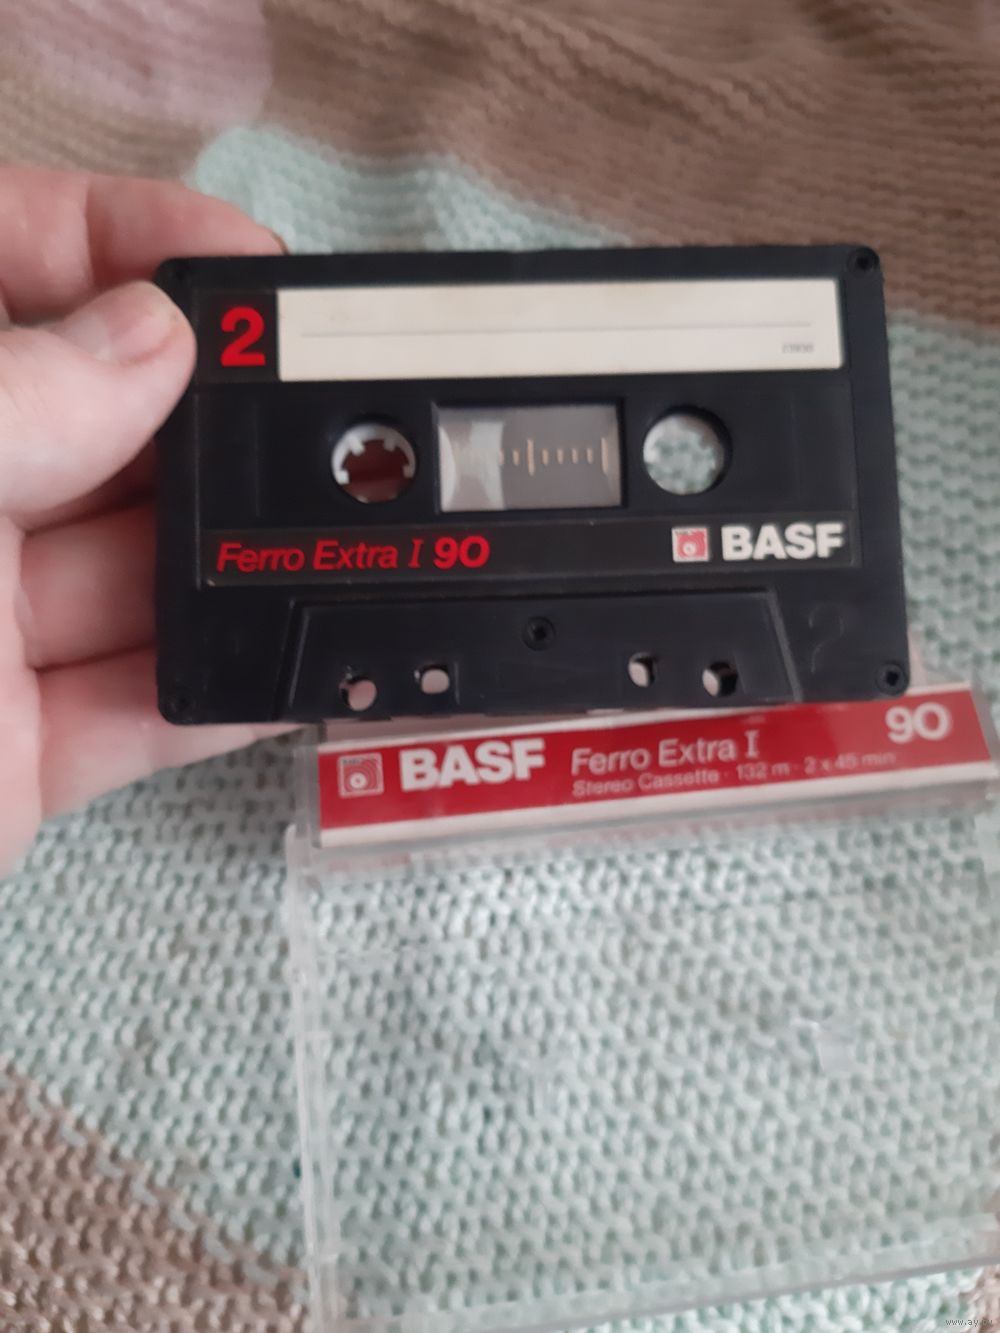 2
Ferro Extra I 90
BASF
BASF Ferro Extra I 90
Stereo Cassette · 132 m · 2 x 45 min